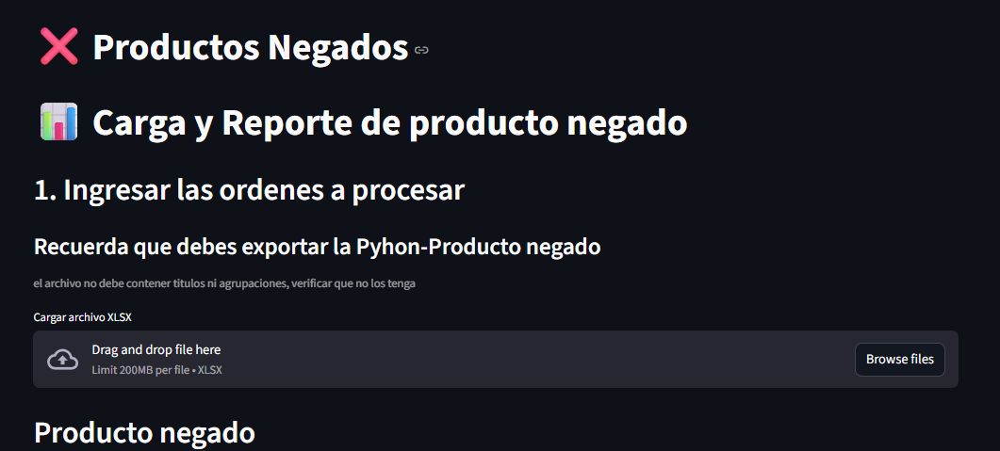 Productos Negados
Carga y Reporte de producto negado
1. Ingresar las ordenes a procesar
Recuerda que debes exportar la Pyhon-Producto negado
el archivo no debe contener titulos ni agrupaciones, verificar que no los tenga
Cargar archivo XLSX
Drag and drop file here
Limit 200MB per file • XLSX
Browse files
Producto negado